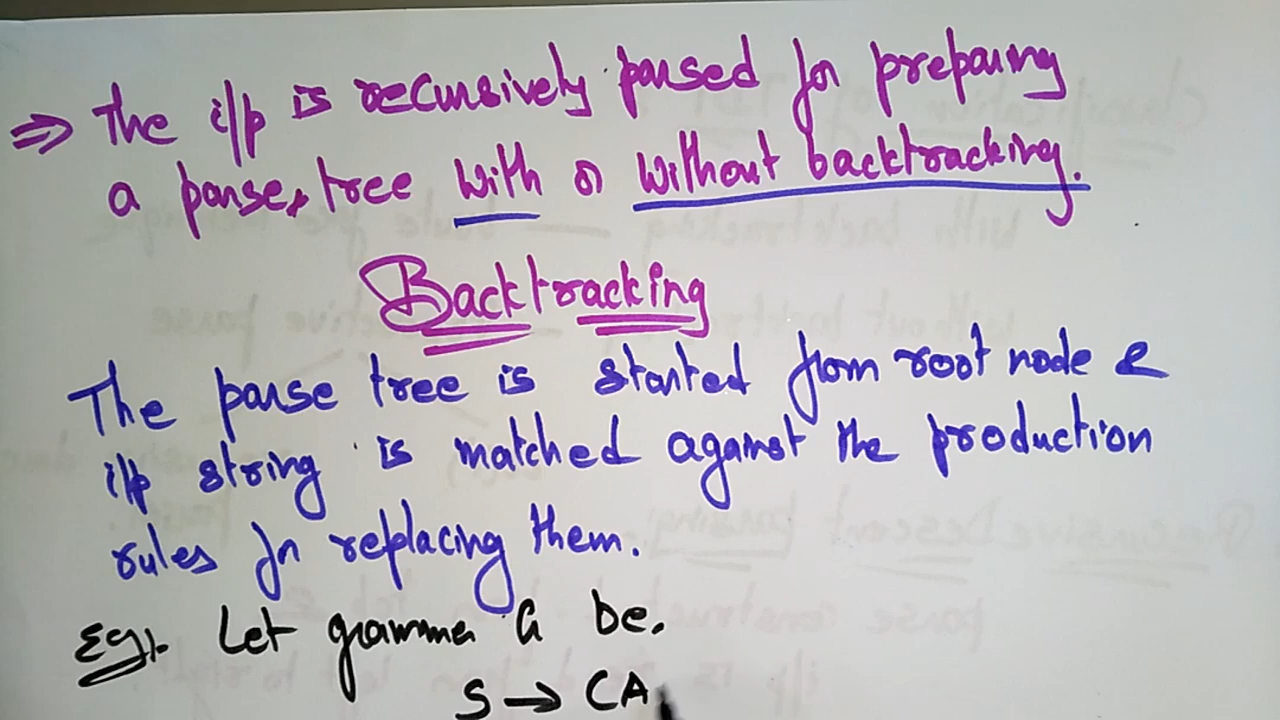 ⇒ The i/p is recursively parsed for preparing
a parse tree with or without backtracking.
Backtracking
The parse tree is started from root node &
i/p string is matched against the production
rules for replacing them.
Eg:. Let grammar G be.
S → CA